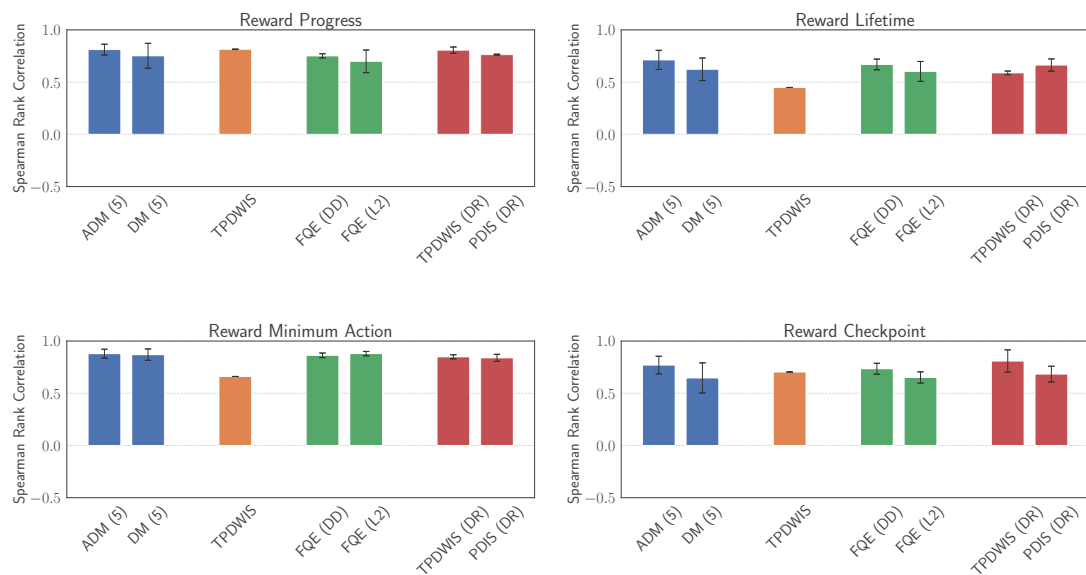 Reward Progress
Spearman Rank Correlation
1.0
0.5
0.0
−0.5
ADM (5)
DM (5)
TPDWIS
FQE (DD)
FQE (L2)
TPDWIS (DR)
PDIS (DR)
Reward Lifetime
Spearman Rank Correlation
1.0
0.5
0.0
−0.5
ADM (5)
DM (5)
TPDWIS
FQE (DD)
FQE (L2)
TPDWIS (DR)
PDIS (DR)
Reward Minimum Action
Spearman Rank Correlation
1.0
0.5
0.0
−0.5
ADM (5)
DM (5)
TPDWIS
FQE (DD)
FQE (L2)
TPDWIS (DR)
PDIS (DR)
Reward Checkpoint
Spearman Rank Correlation
1.0
0.5
0.0
−0.5
ADM (5)
DM (5)
TPDWIS
FQE (DD)
FQE (L2)
TPDWIS (DR)
PDIS (DR)